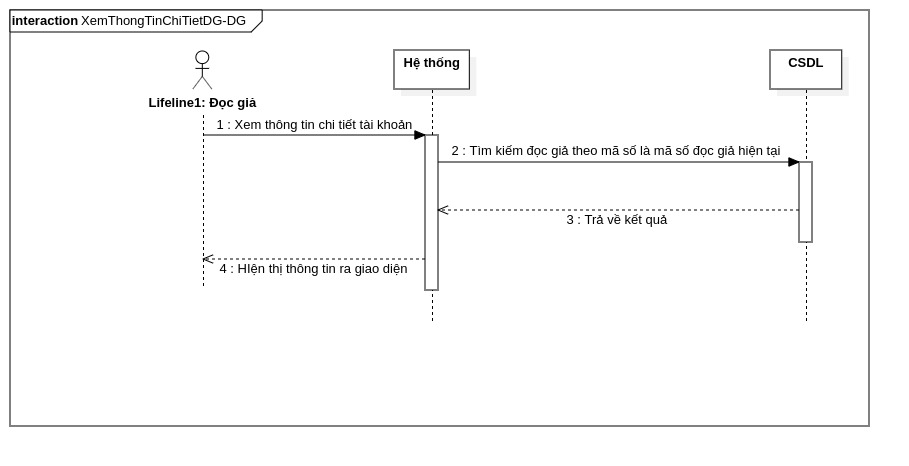 interaction XemThongTinChiTietDG-DG
Hệ thống
CSDL
Lifeline1: Đọc giả
1 : Xem thông tin chi tiết tài khoản
2 : Tìm kiếm đọc giả theo mã số là mã số đọc giả hiện tại
3 : Trả về kết quả
4 : HIện thị thông tin ra giao diện